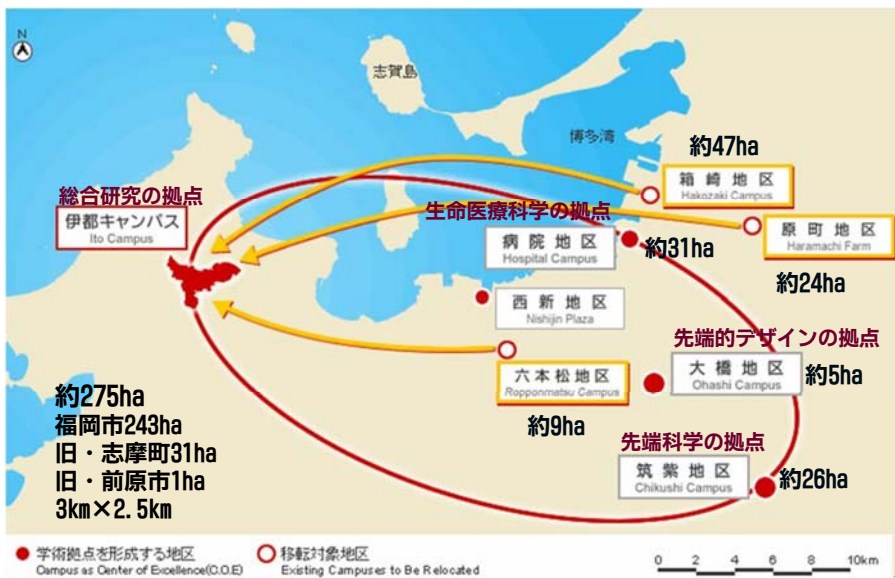 N
志賀島
博多湾
約47ha
箱崎地区
Hakozaki Campus
総合研究の拠点
伊都キャンパス
Ito Campus
生命医療科学の拠点
病院地区
Hospital Campus
約31ha
原町地区
Haramachi Farm
約24ha
西新地区
Nishijin Plaza
先端的デザインの拠点
大橋地区
Ohashi Campus
約5ha
六本松地区
Ropponmatsu Campus
約9ha
先端科学の拠点
筑紫地区
Chikushi Campus
約26ha
約275ha
福岡市243ha
旧・志摩町31ha
旧・前原市1ha
3km×2.5km
学術拠点を形成する地区
Campus as Center of Excellence(C.O.E)
移転対象地区
Existing Campuses to Be Relocated
0 2 4 6 8 10km